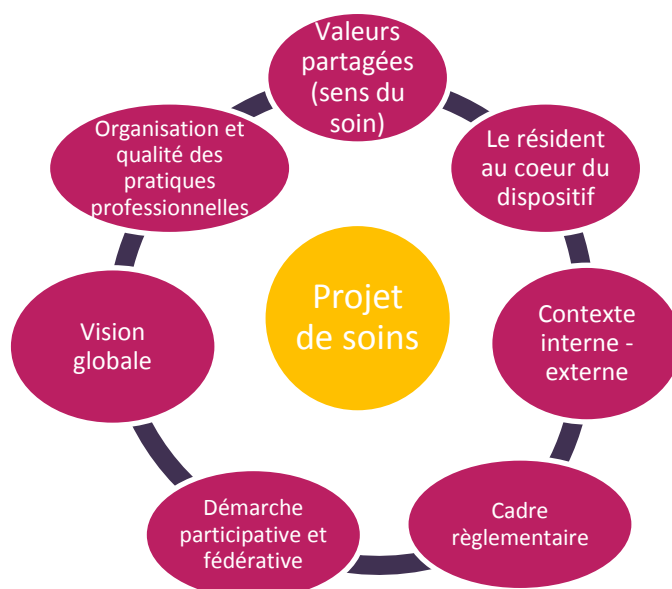 Valeurs
partagées
(sens du
soin)
Le résident
au coeur du
dispositif
Contexte
interne -
externe
Cadre
règlementaire
Démarche
participative et
fédérative
Vision
globale
Organisation et
qualité des
pratiques
professionnelles
Projet
de soins